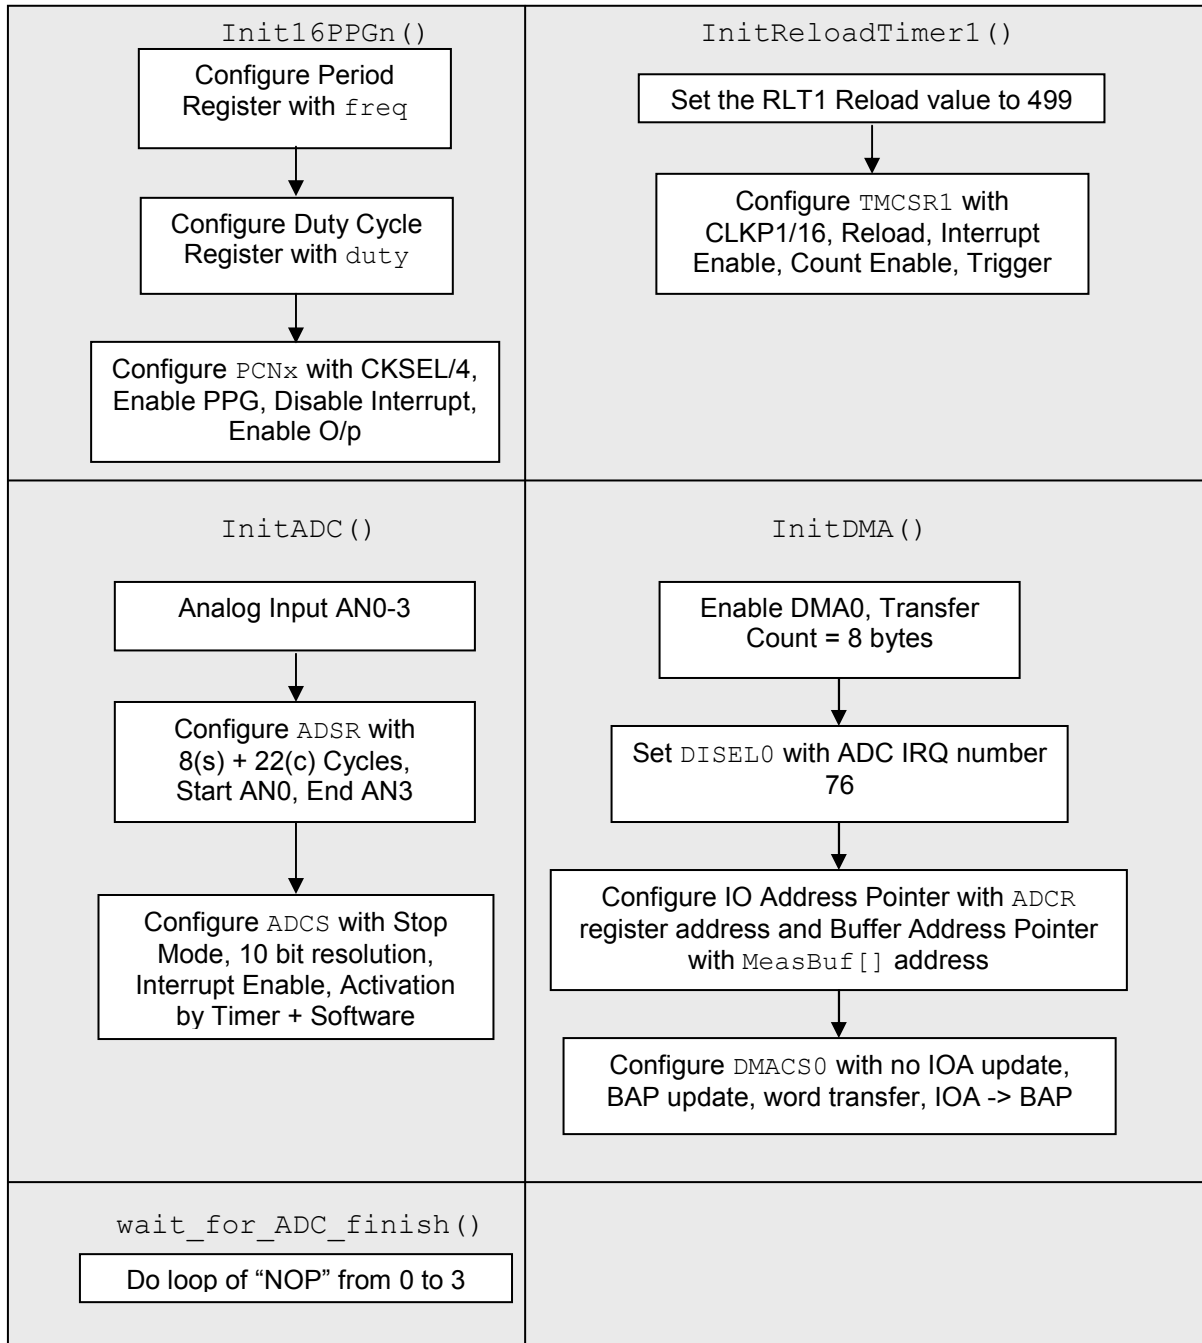 Init16PPGn()
Configure Period
Register with freq
Configure Duty Cycle
Register with duty
Configure PCNx with CKSEL/4,
Enable PPG, Disable Interrupt,
Enable O/p
InitReloadTimer1()
Set the RLT1 Reload value to 499
Configure TMCSR1 with
CLKP1/16, Reload, Interrupt
Enable, Count Enable, Trigger
InitADC()
Analog Input AN0-3
Configure ADSR with
8(s) + 22(c) Cycles,
Start AN0, End AN3
Configure ADCS with Stop
Mode, 10 bit resolution,
Interrupt Enable, Activation
by Timer + Software
InitDMA()
Enable DMA0, Transfer
Count = 8 bytes
Set DISEL0 with ADC IRQ number
76
Configure IO Address Pointer with ADCR
register address and Buffer Address Pointer
with MeasBuf[] address
Configure DMACS0 with no IOA update,
BAP update, word transfer, IOA -> BAP
wait_for_ADC_finish()
Do loop of “NOP” from 0 to 3